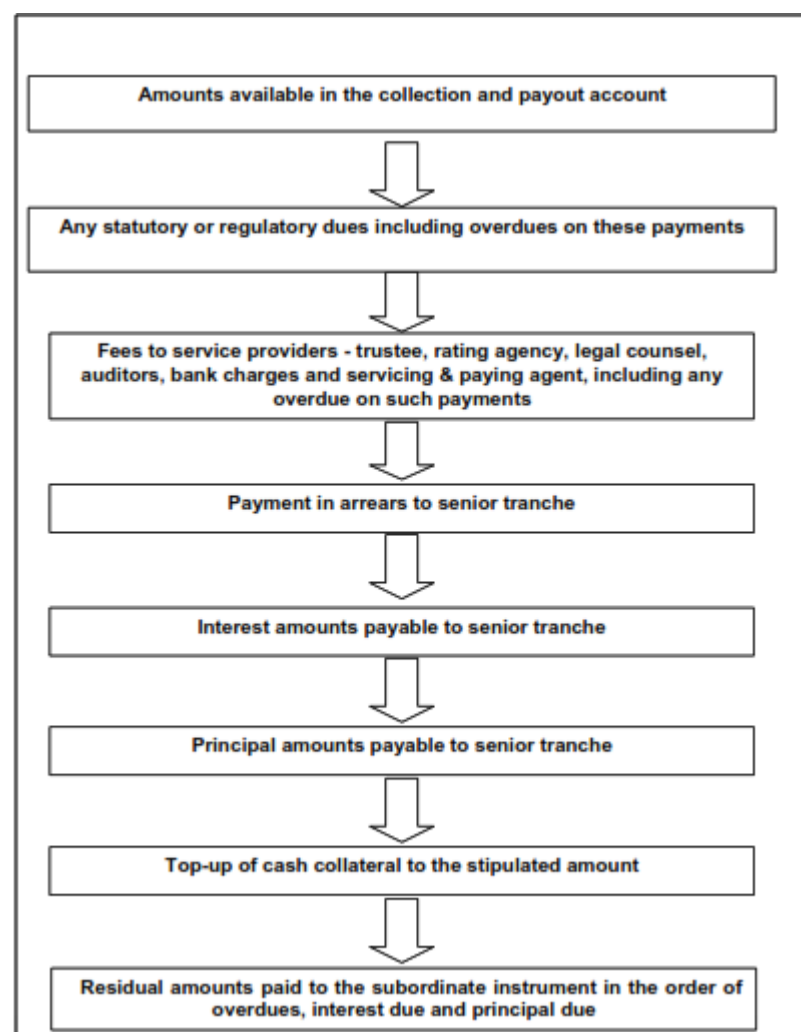 Amounts available in the collection and payout account
Any statutory or regulatory dues including overdues on these payments
Fees to service providers - trustee, rating agency, legal counsel,
auditors, bank charges and servicing & paying agent, including any
overdue on such payments
Payment in arrears to senior tranche
Interest amounts payable to senior tranche
Principal amounts payable to senior tranche
Top-up of cash collateral to the stipulated amount
Residual amounts paid to the subordinate instrument in the order of
overdues, interest due and principal due